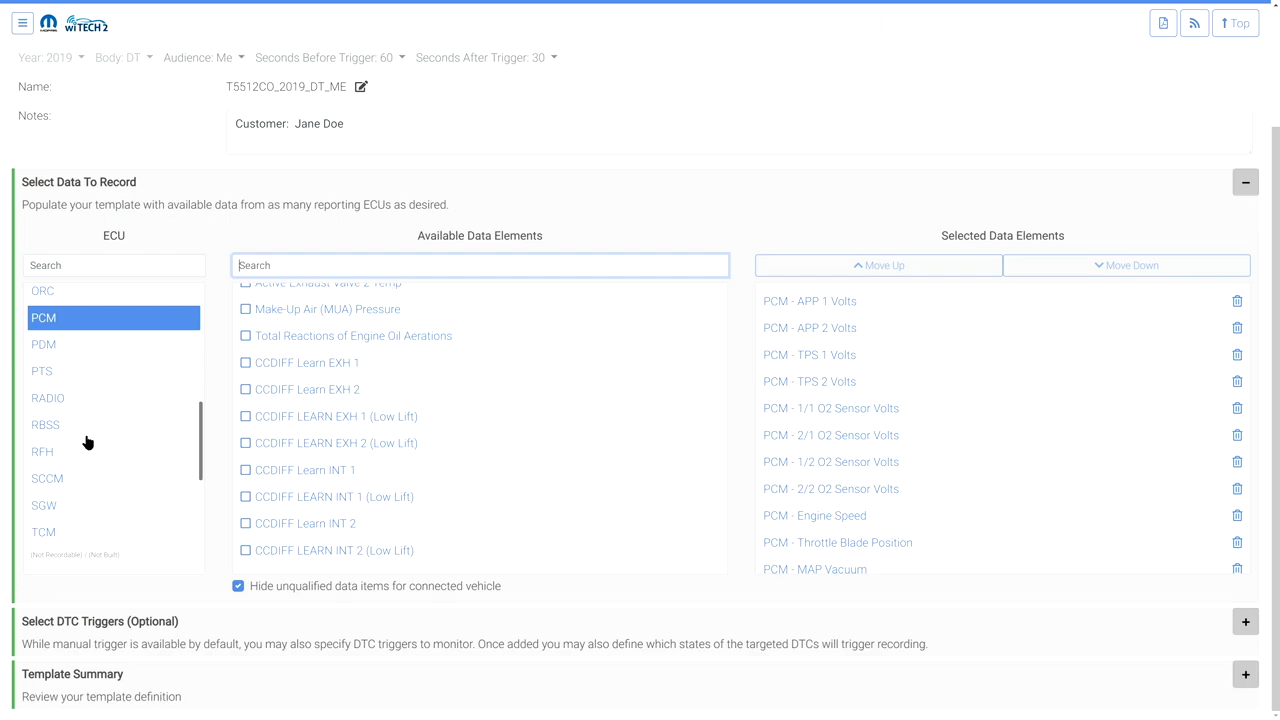 mopar wiTECH 2
Top
Year: 2019 Body: DT Audience: Me Seconds Before Trigger: 60 Seconds After Trigger: 30
Name: T5512CO_2019_DT_ME
Notes: Customer: Jane Doe
Select Data To Record
Populate your template with available data from as many reporting ECUs as desired.
ECU
Search
ORC
PCM
PDM
PTS
RADIO
RBSS
RFH
SCCM
SGW
TCM
(Not Recordable) / (Not Built)
Available Data Elements
Search
Active Exhaust Valve 2 Temp
Make-Up Air (MUA) Pressure
Total Reactions of Engine Oil Aerations
CCDIFF Learn EXH 1
CCDIFF Learn EXH 2
CCDIFF LEARN EXH 1 (Low Lift)
CCDIFF LEARN EXH 2 (Low Lift)
CCDIFF Learn INT 1
CCDIFF LEARN INT 1 (Low Lift)
CCDIFF Learn INT 2
CCDIFF LEARN INT 2 (Low Lift)
Hide unqualified data items for connected vehicle
Selected Data Elements
Move Up Move Down
PCM - APP 1 Volts
PCM - APP 2 Volts
PCM - TPS 1 Volts
PCM - TPS 2 Volts
PCM - 1/1 O2 Sensor Volts
PCM - 2/1 O2 Sensor Volts
PCM - 1/2 O2 Sensor Volts
PCM - 2/2 O2 Sensor Volts
PCM - Engine Speed
PCM - Throttle Blade Position
PCM - MAP Vacuum
Select DTC Triggers (Optional)
While manual trigger is available by default, you may also specify DTC triggers to monitor. Once added you may also define which states of the targeted DTCs will trigger recording.
Template Summary
Review your template definition